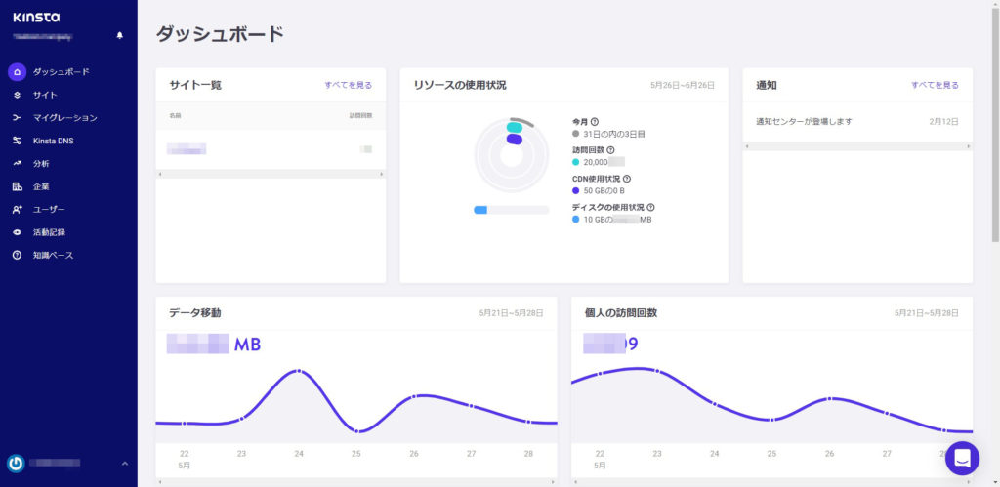 KINSTA
ダッシュボード
サイト
マイグレーション
Kinsta DNS
分析
企業
ユーザー
活動記録
知識ベース
ダッシュボード
サイト一覧
すべてを見る
名前
訪問回数
リソースの使用状況
5月26日~6月26日
今月
31日の内の3日目
訪問回数
20,000
CDN使用状況
50 GBの0 B
ディスクの使用状況
10 GBの MB
通知
すべてを見る
通知センターが登場します
2月12日
データ移動
5月21日~5月28日
MB
22 23 24 25 26 27 28
5月
個人の訪問回数
5月21日~5月28日
09
22 23 24 25 26 27
5月